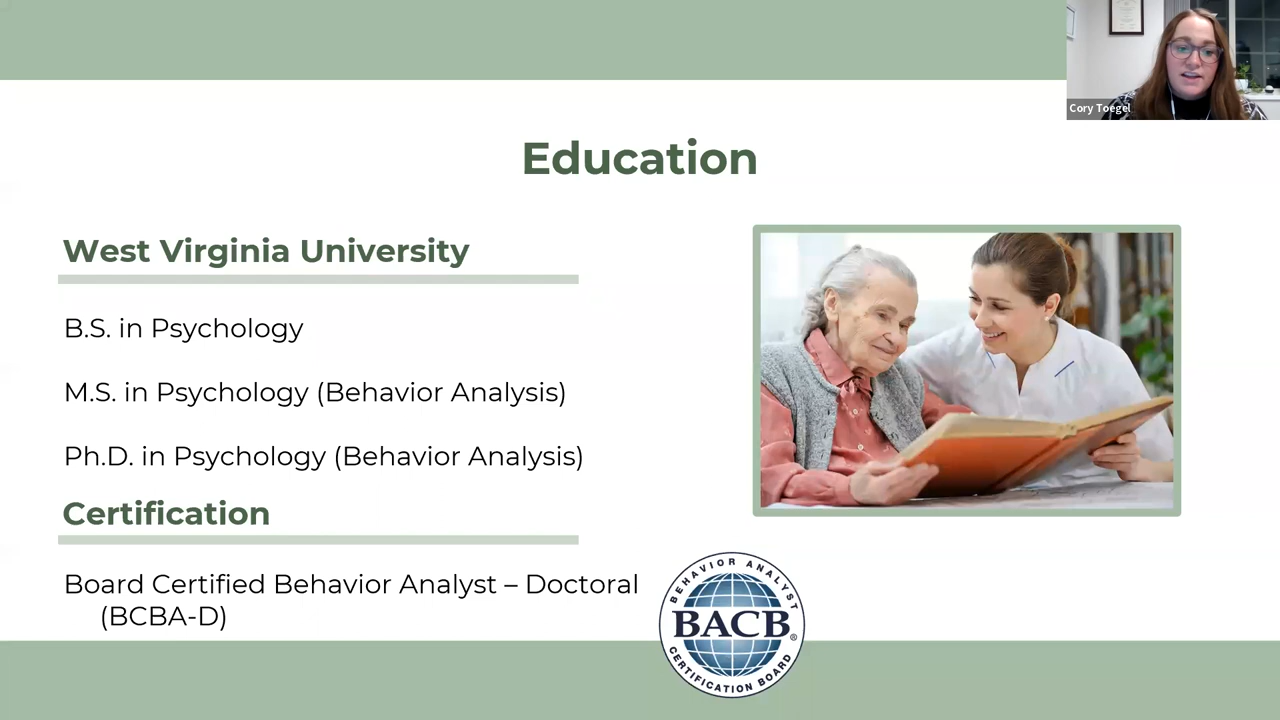 Cory Toegel
Education
West Virginia University
B.S. in Psychology
M.S. in Psychology (Behavior Analysis)
Ph.D. in Psychology (Behavior Analysis)
Certification
Board Certified Behavior Analyst – Doctoral
(BCBA-D)
BEHAVIOR ANALYST
BACB®
CERTIFICATION BOARD